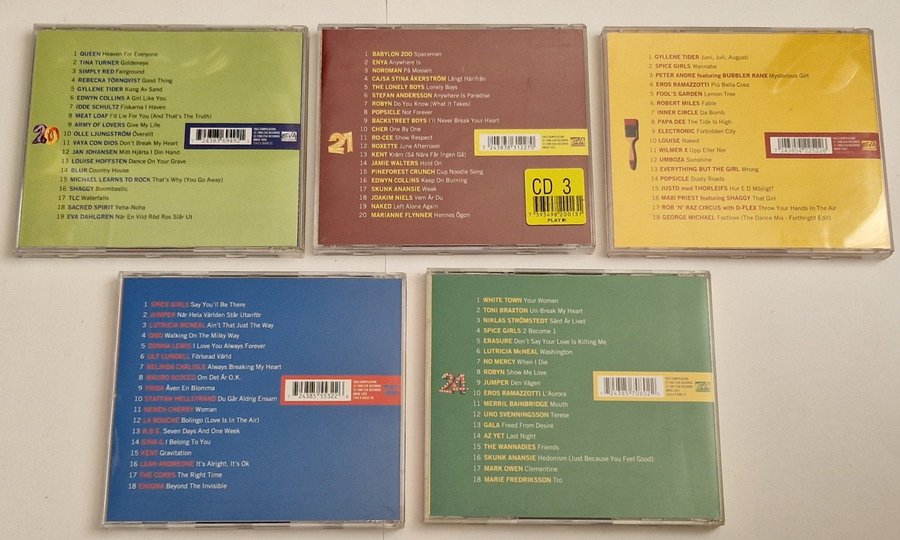 1 QUEEN Heaven For Everyone
2 TINA TURNER Goldeneye
3 SIMPLY RED Fairground
4 REBECKA TÖRNQVIST Good Thing
5 GYLLENE TIDER Kung Av Sand
6 EDWYN COLLINS A Girl Like You
7 IDDE SCHULTZ Fiskarna I Haven
8 MEAT LOAF I'd Lie For You (And That's The Truth)
9 ARMY OF LOVERS Give My Life
10 OLLE LJUNGSTRÖM Överallt
11 VAYA CON DIOS Don't Break My Heart
12 JAN JOHANSEN Mitt Hjärta I Din Hand
13 LOUISE HOFFSTEN Dance On Your Grave
14 BLUR Country House
15 MICHAEL LEARNS TO ROCK That's Why (You Go Away)
16 SHAGGY Boombastic
17 TLC Waterfalls
18 SACRED SPIRIT Yeha-Noha
19 EVA DAHLGREN När En Vild Röd Ros Slår Ut
20
1 BABYLON ZOO Spaceman
2 ENYA Anywhere Is
3 NORDMAN På Mossen
4 CAJSA STINA ÅKERSTRÖM Långt Härifrån
5 THE LONELY BOYS Lonely Boys
6 STEFAN ANDERSSON Anywhere Is Paradise
7 ROBYN Do You Know (What It Takes)
8 POPSICLE Not Forever
9 BACKSTREET BOYS I'll Never Break Your Heart
10 CHER One By One
11 RO-CEE Show Respect
12 ROXETTE June Afternoon
13 KENT Kräm (Så Nära Får Ingen Gå)
14 JAMIE WALTERS Hold On
15 PINEFOREST CRUNCH Cup Noodle Song
16 EDWYN COLLINS Keep On Burning
17 SKUNK ANANSIE Weak
18 JOAKIM NIELS Vem Är Du
19 NAKED Left Alone Again
20 MARIANNE FLYNNER Hennes Ögon
21
CD 3
7 393498 200131
PLAY IT
1 GYLLENE TIDER Juni, Juli, Augusti
2 SPICE GIRLS Wannabe
3 PETER ANDRE featuring BUBBLER RANX Mysterious Girl
4 EROS RAMAZZOTTI Più Bella Cosa
5 FOOL'S GARDEN Lemon Tree
6 ROBERT MILES Fable
7 INNER CIRCLE Da Bomb
8 PAPA DEE The Tide Is High
9 ELECTRONIC Forbidden City
10 LOUISE Naked
11 WILMER X Upp Eller Ner
12 UMBOZA Sunshine
13 EVERYTHING BUT THE GIRL Wrong
14 POPSICLE Dusty Roads
15 JUSTD med THORLEIFS Hur E D Möjligt?
16 MAXI PRIEST featuring SHAGGY That Girl
17 ROB 'N' RAZ CIRCUS with D-FLEX Throw Your Hands In The Air
18 GEORGE MICHAEL Fastlove (The Dance Mix - Forthright Edit)
1 SPICE GIRLS Say You'll Be There
2 JUMPER När Hela Världen Står Utanför
3 LUTRICIA MCNEAL Ain't That Just The Way
4 OMD Walking On The Milky Way
5 DONNA LEWIS I Love You Always Forever
6 ULF LUNDELL Förlorad Värld
7 BELINDA CARLISLE Always Breaking My Heart
8 MAURO SCOCCO Om Det Är O.K.
9 FRIDA Även En Blomma
10 STAFFAN HELLSTRAND Du Går Aldrig Ensam
11 NENEH CHERRY Woman
12 LA BOUCHE Bolingo (Love Is In The Air)
13 N.B.E. Seven Days And One Week
14 GINA G I Belong To You
15 KENT Gravitation
16 LEAH ANDREONE It's Alright, It's Ok
17 THE CORRS The Right Time
18 ENIGMA Beyond The Invisible
1 WHITE TOWN Your Woman
2 TONI BRAXTON Un-Break My Heart
3 NIKLAS STRÖMSTEDT Sånt Är Livet
4 SPICE GIRLS 2 Become 1
5 ERASURE Don't Say Your Love Is Killing Me
6 LUTRICIA McNEAL Washington
7 NO MERCY When I Die
8 ROBYN Show Me Love
9 JUMPER Den Vägen
10 EROS RAMAZZOTTI L'Aurora
11 MERRIL BAINBRIDGE Mouth
12 UNO SVENNINGSSON Terese
13 GALA Freed From Desire
14 AZ YET Last Night
15 THE WANNADIES Friends
16 SKUNK ANANSIE Hedonism (Just Because You Feel Good)
17 MARK OWEN Clementine
18 MARIE FREDRIKSSON Tro
24